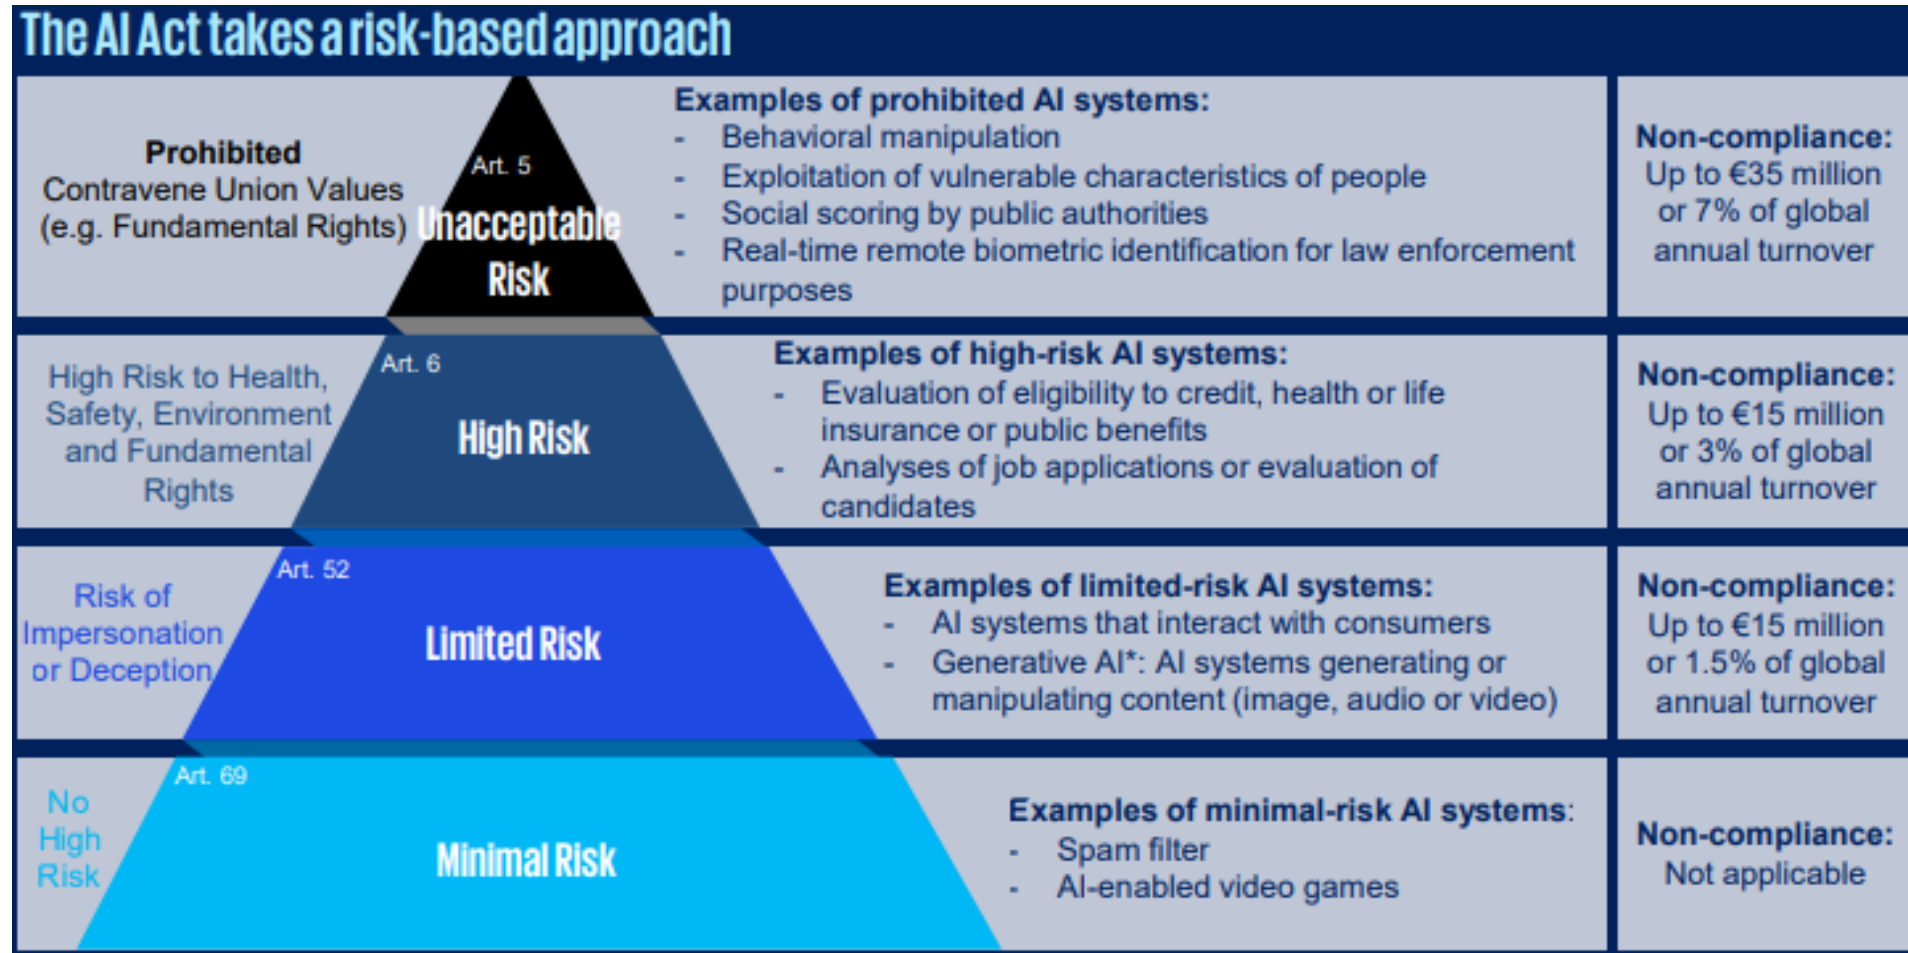 The AI Act takes a risk-based approach
Prohibited
Contravene Union Values
(e.g. Fundamental Rights)
Art. 5
Unacceptable
Risk
Examples of prohibited AI systems:
- Behavioral manipulation
- Exploitation of vulnerable characteristics of people
- Social scoring by public authorities
- Real-time remote biometric identification for law enforcement
purposes
Non-compliance:
Up to €35 million
or 7% of global
annual turnover
High Risk to Health,
Safety, Environment
and Fundamental
Rights
Art. 6
High Risk
Examples of high-risk AI systems:
- Evaluation of eligibility to credit, health or life
insurance or public benefits
- Analyses of job applications or evaluation of
candidates
Non-compliance:
Up to €15 million
or 3% of global
annual turnover
Risk of
Impersonation
or Deception
Art. 52
Limited Risk
Examples of limited-risk AI systems:
- AI systems that interact with consumers
- Generative AI*: AI systems generating or
manipulating content (image, audio or video)
Non-compliance:
Up to €15 million
or 1.5% of global
annual turnover
No
High
Risk
Art. 69
Minimal Risk
Examples of minimal-risk AI systems:
- Spam filter
- AI-enabled video games
Non-compliance:
Not applicable